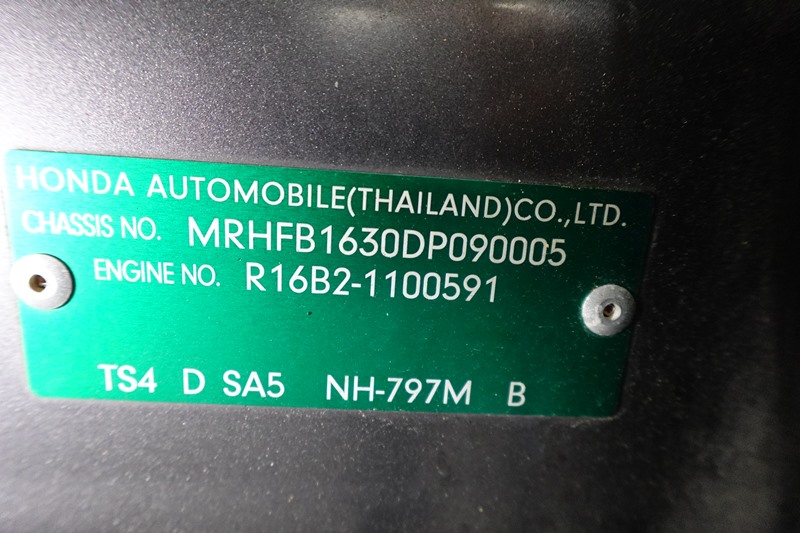 HONDA AUTOMOBILE(THAILAND)CO.,LTD.
CHASSIS NO. MRHFB1630DP090005
ENGINE NO. R16B2-1100591
TS4 D SA5 NH-797M B